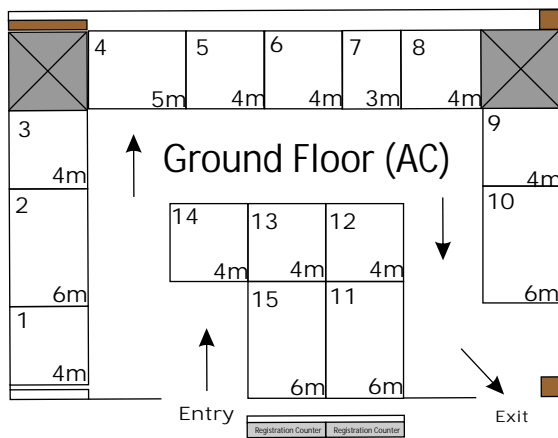 4
5m
5
4m
6
4m
7
3m
8
4m
3
4m
Ground Floor (AC)
9
4m
2
6m
14
4m
13
4m
12
4m
10
6m
1
4m
15
6m
11
6m
Entry
Exit
Registration Counter
Registration Counter